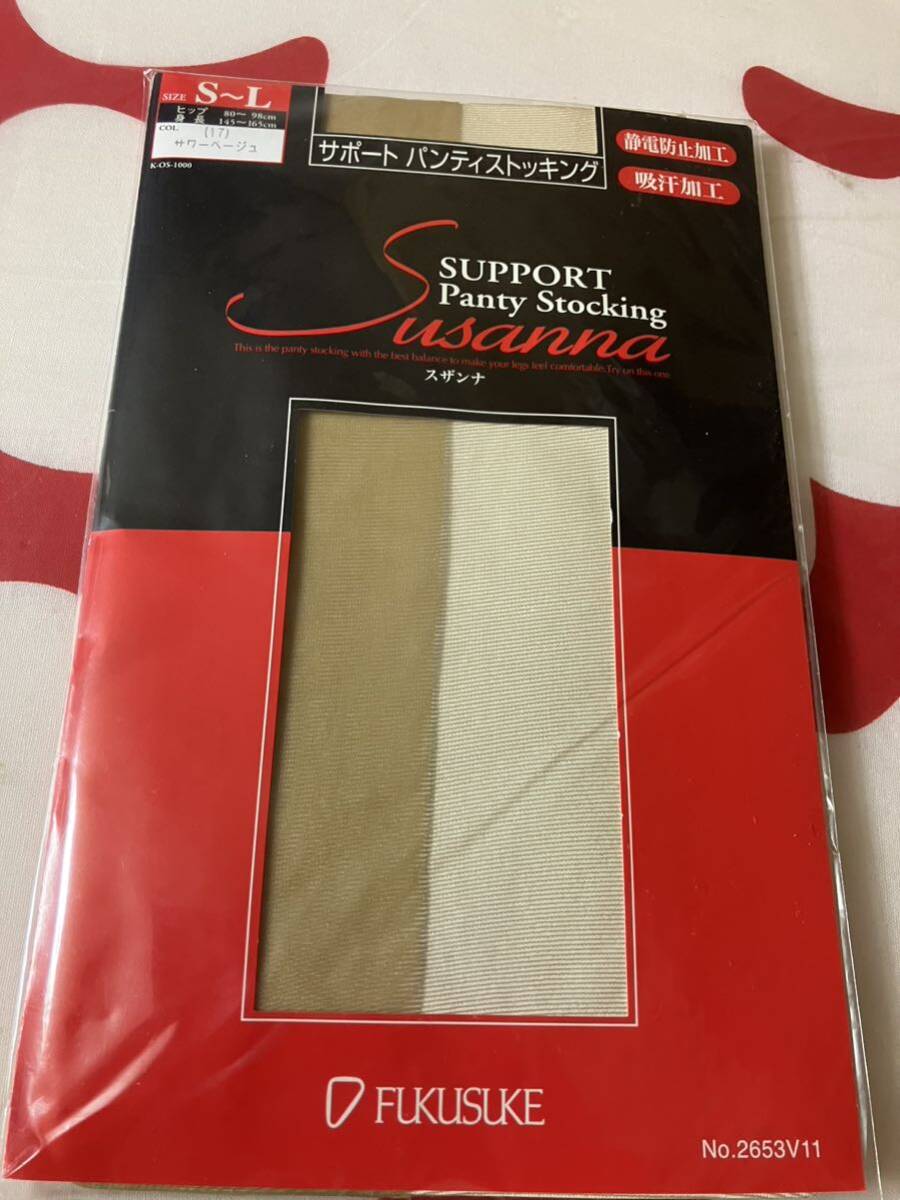 SIZE S～L
ヒップ 80～98cm
身長 145～165cm
COL (17)
サワーベージュ
K-OS-1000
サポート パンティストッキング
静電防止加工
吸汗加工
SUPPORT
Panty Stocking
Susanna
This is the panty stocking with the best balance to make your legs feel comfortable.Try on this one
スザンナ
FUKUSUKE
No.2653V11